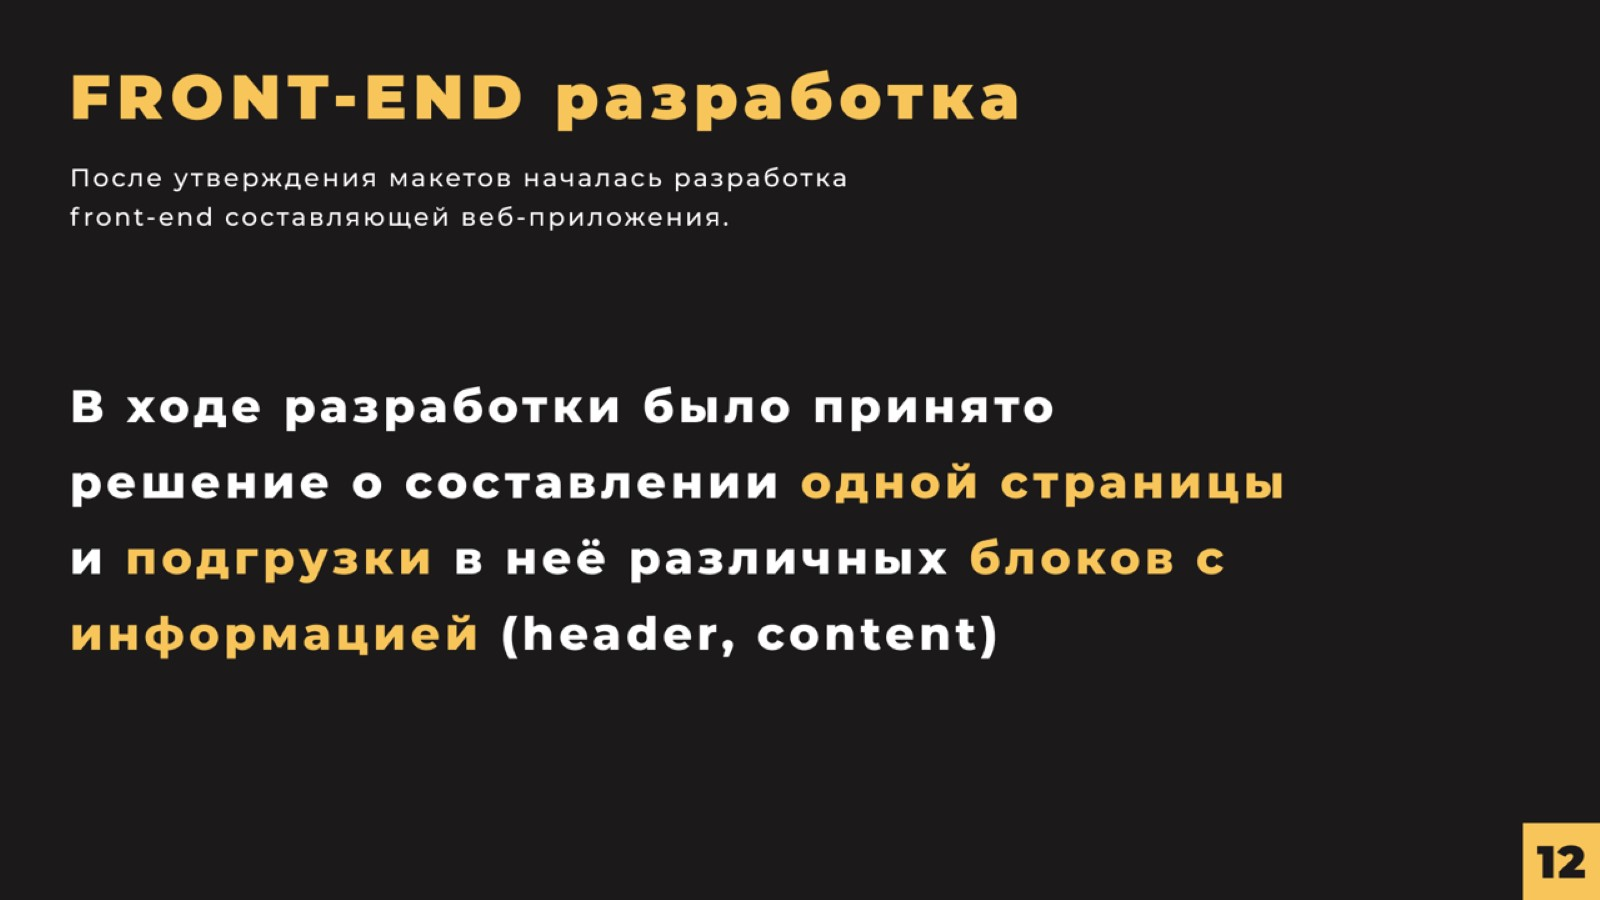 FRONT-END разработка
После утверждения макетов началась разработка
front-end составляющей веб-приложения.
В ходе разработки было принято
решение о составлении одной страницы
и подгрузки в неё различных блоков с
информацией (header, content)
12